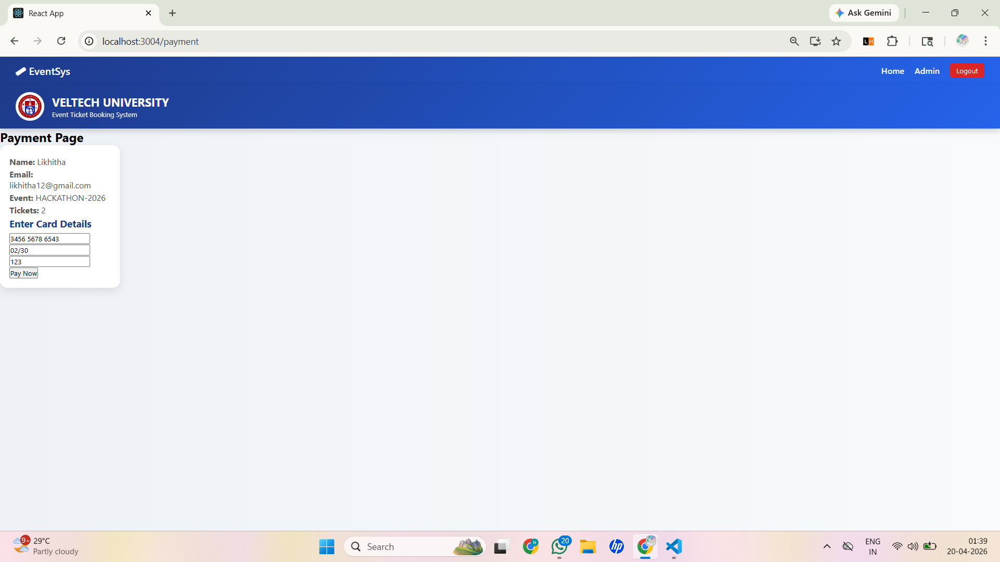 React App
Ask Gemini
localhost:3004/payment
LH
EventSys
Home
Admin
Logout
VELTECH UNIVERSITY
Event Ticket Booking System
Payment Page
Name: Likhitha
Email:
likhitha12@gmail.com
Event: HACKATHON-2026
Tickets: 2
Enter Card Details
3456 5678 6543
02/30
123
Pay Now
9+
29°C
Partly cloudy
Search
N
20
hp
ENG
IN
01:39
20-04-2026